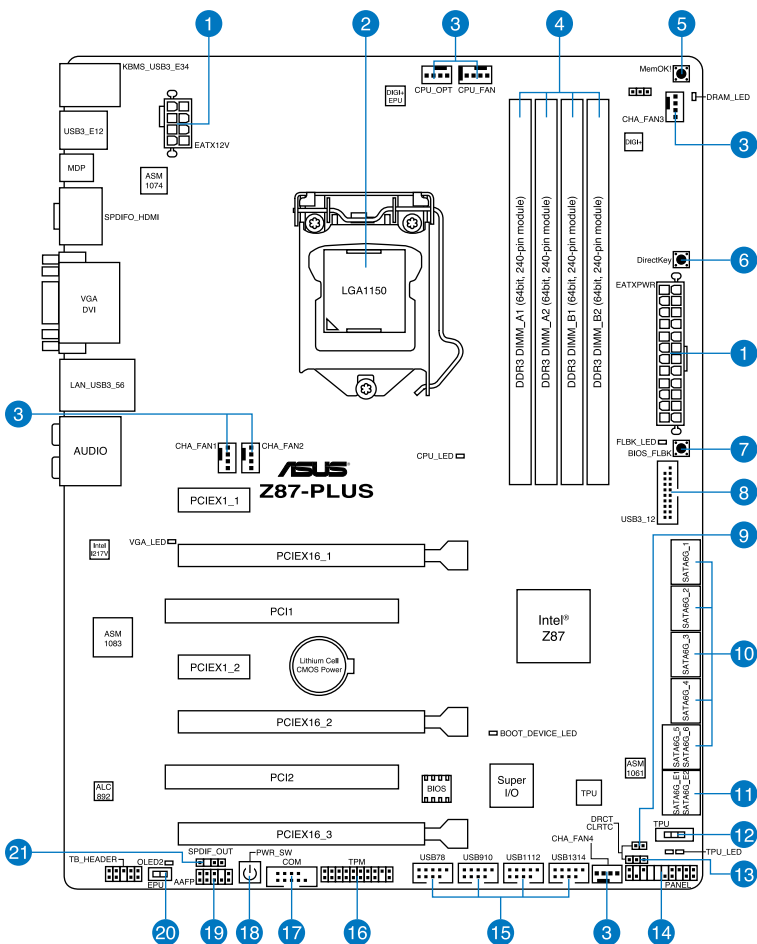 1
2
3
4
5
KBMS_USB3_E34
CPU_OPT
CPU_FAN
MemOK!
DIGI+
EPU
DRAM_LED
USB3_E12
EATX12V
CHA_FAN3
3
DIGI+
MDP
ASM
1074
SPDIFO_HDMI
DirectKey
6
EATXPWR
LGA1150
DDR3 DIMM_A1 (64bit, 240-pin module)
DDR3 DIMM_A2 (64bit, 240-pin module)
DDR3 DIMM_B1 (64bit, 240-pin module)
DDR3 DIMM_B2 (64bit, 240-pin module)
VGA
DVI
1
LAN_USB3_56
3
CHA_FAN1
CHA_FAN2
FLBK_LED
BIOS_FLBK
7
AUDIO
CPU_LED
ASUS
Z87-PLUS
8
PCIEX1_1
USB3_12
9
Intel
I217V
VGA_LED
PCIEX16_1
SATA6G_1
SATA6G_2
PCI1
Intel®
Z87
ASM
1083
SATA6G_3
10
PCIEX1_2
Lithium Cell
CMOS Power
SATA6G_4
PCIEX16_2
BOOT_DEVICE_LED
SATA6G_5
SATA6G_6
ASM
1061
PCI2
ALC
892
BIOS
Super
I/O
TPU
SATA6G_E1
SATA6G_E2
11
DRCT
CLRTC
TPU
12
PCIEX16_3
CHA_FAN4
21
SPDIF_OUT
PWR_SW
TPU_LED
TB_HEADER
OLED2
COM
TPM
USB78
USB910
USB1112
USB1314
13
EPU
AAFP
PANEL
20
19
18
17
16
15
3
14